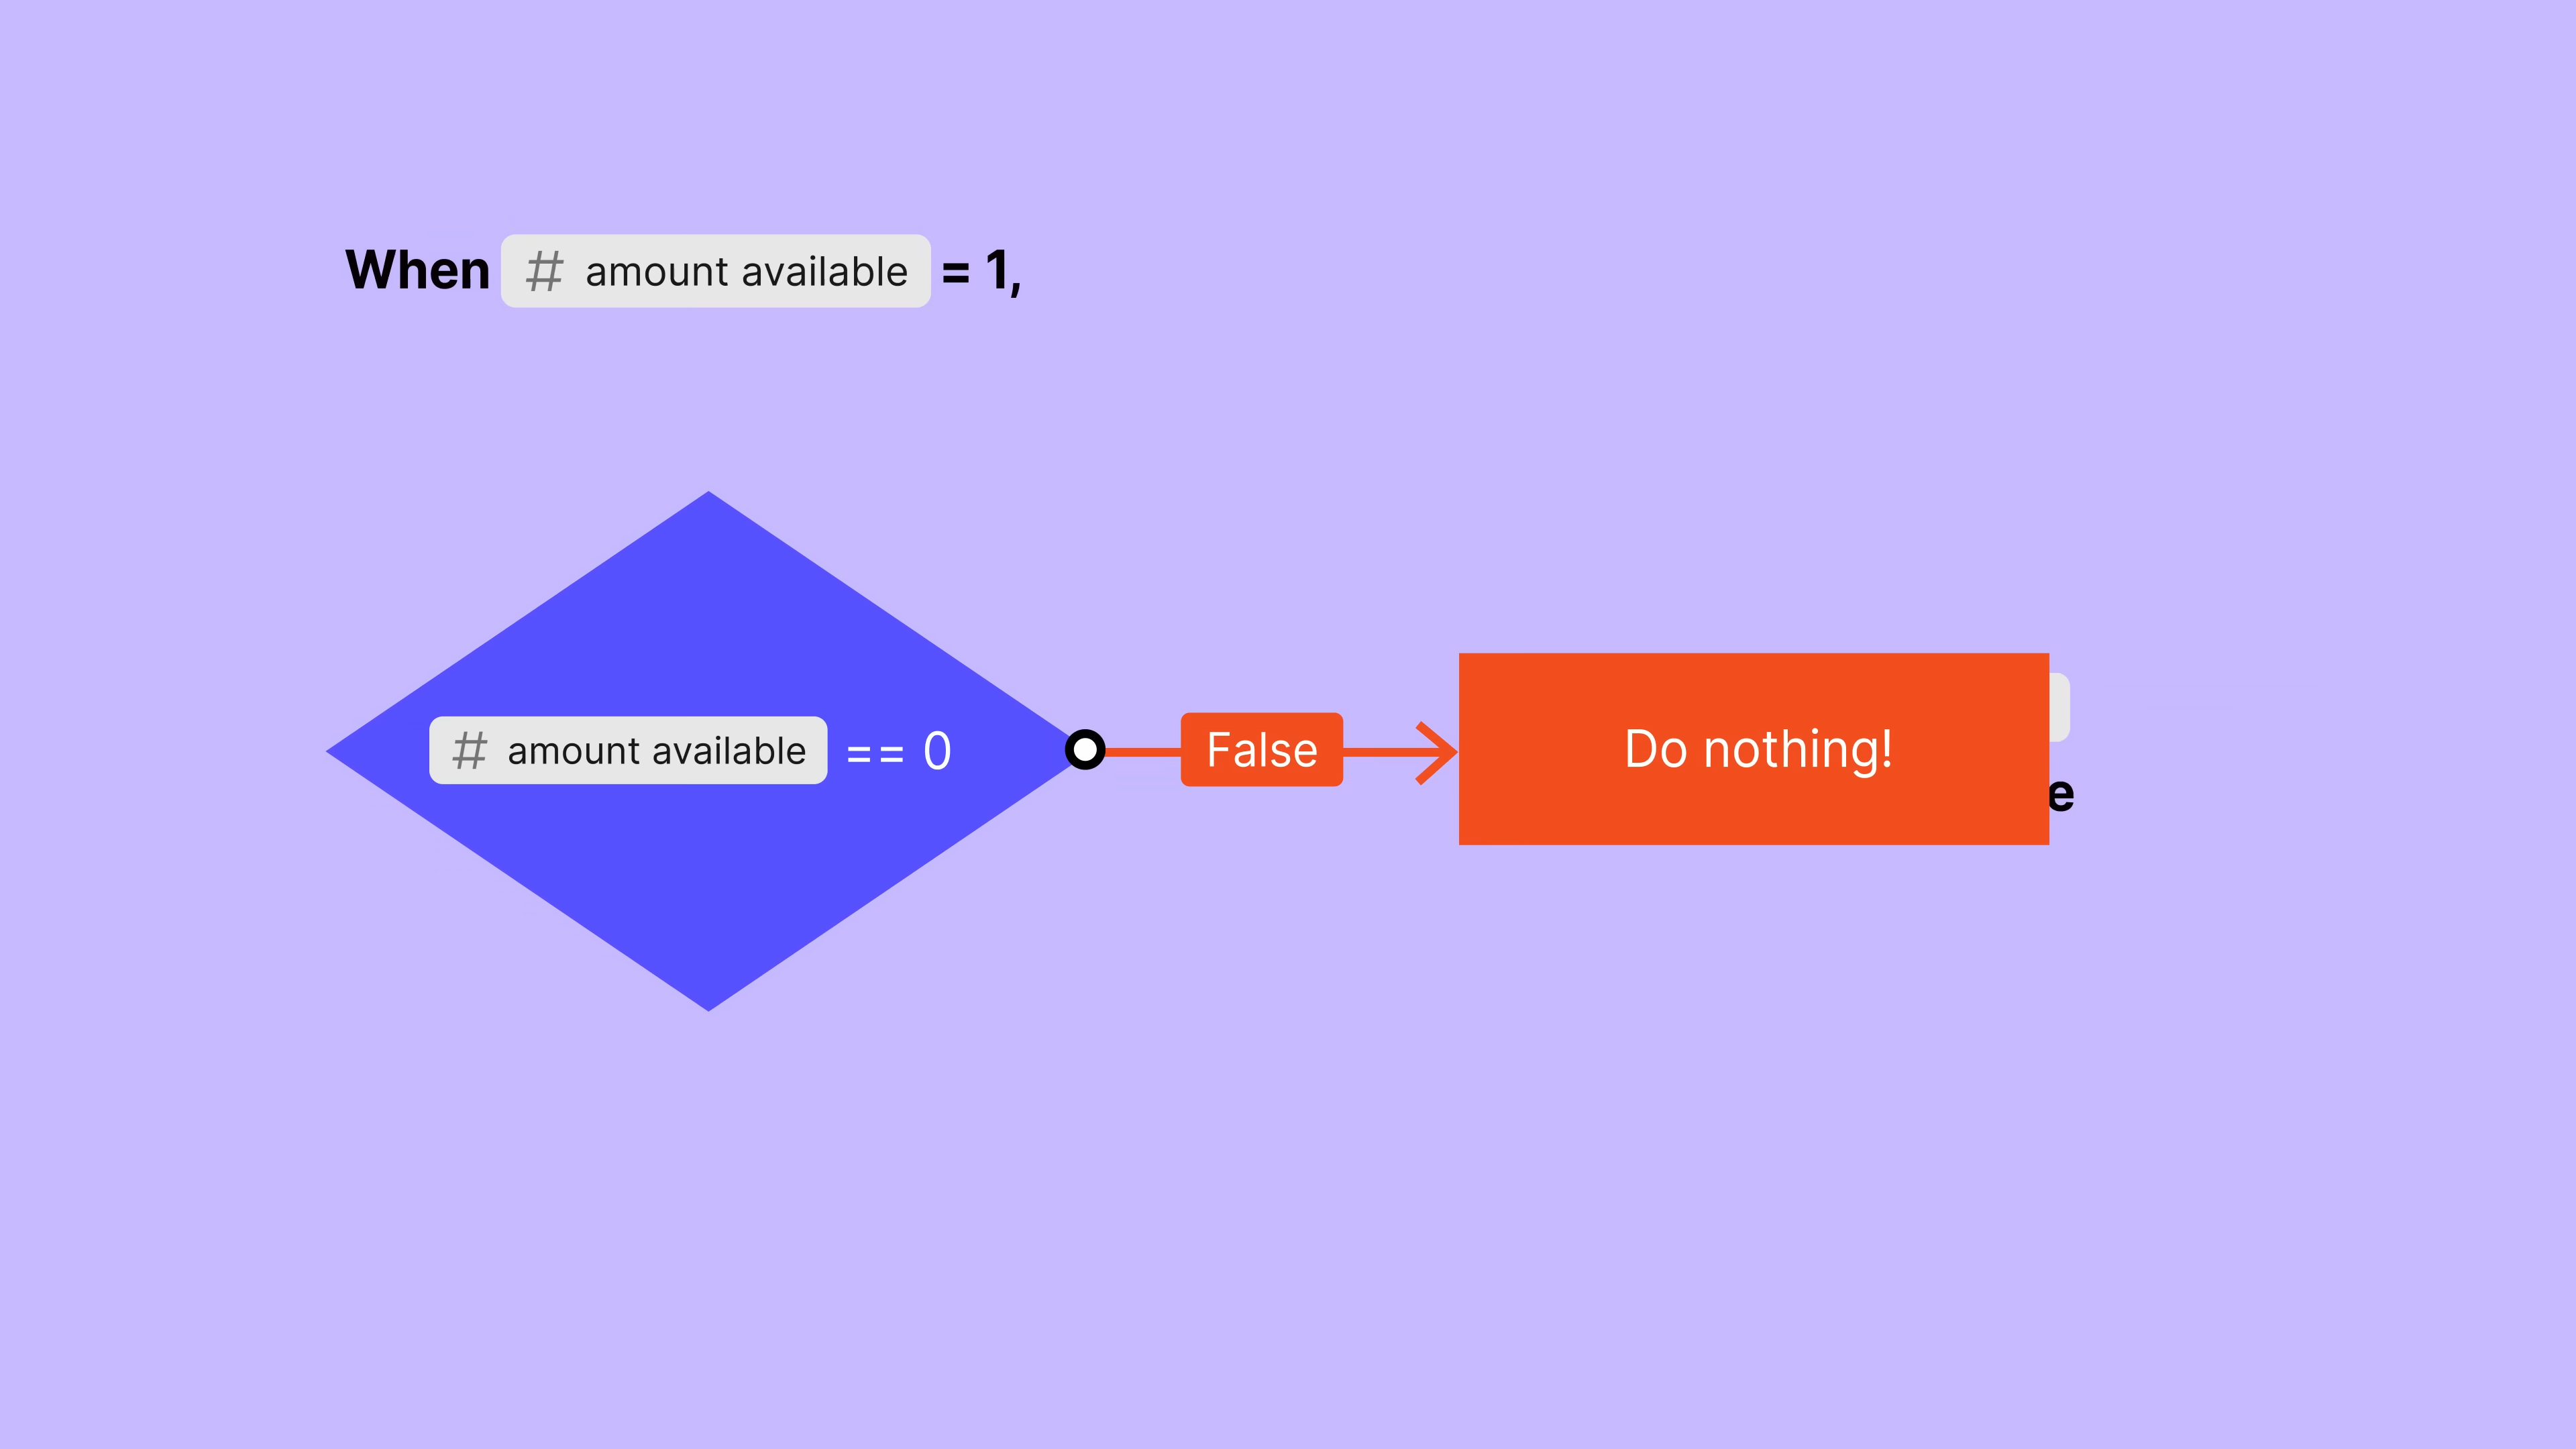 When # amount available = 1,
# amount available == 0
False
Do nothing!